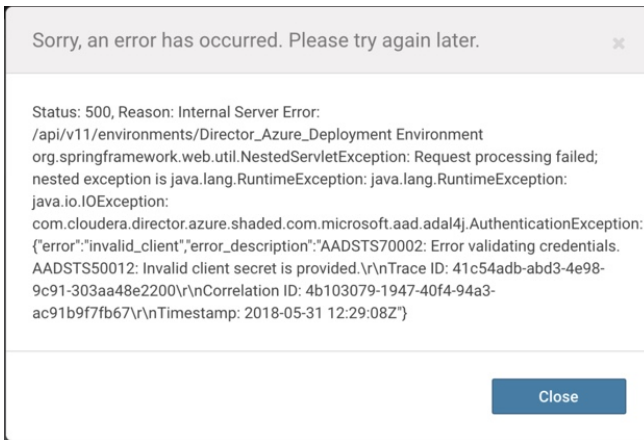 Sorry, an error has occurred. Please try again later.
×
Status: 500, Reason: Internal Server Error:
/api/v11/environments/Director_Azure_Deployment Environment
org.springframework.web.util.NestedServletException: Request processing failed;
nested exception is java.lang.RuntimeException: java.lang.RuntimeException:
java.io.IOException:
com.cloudera.director.azure.shaded.com.microsoft.aad.adal4j.AuthenticationException:
{"error":"invalid_client","error_description":"AADSTS70002: Error validating credentials.
AADSTS50012: Invalid client secret is provided.\r\nTrace ID: 41c54adb-abd3-4e98-
9c91-303aa48e2200\r\nCorrelation ID: 4b103079-1947-40f4-94a3-
ac91b9f7fb67\r\nTimestamp: 2018-05-31 12:29:08Z"}
Close